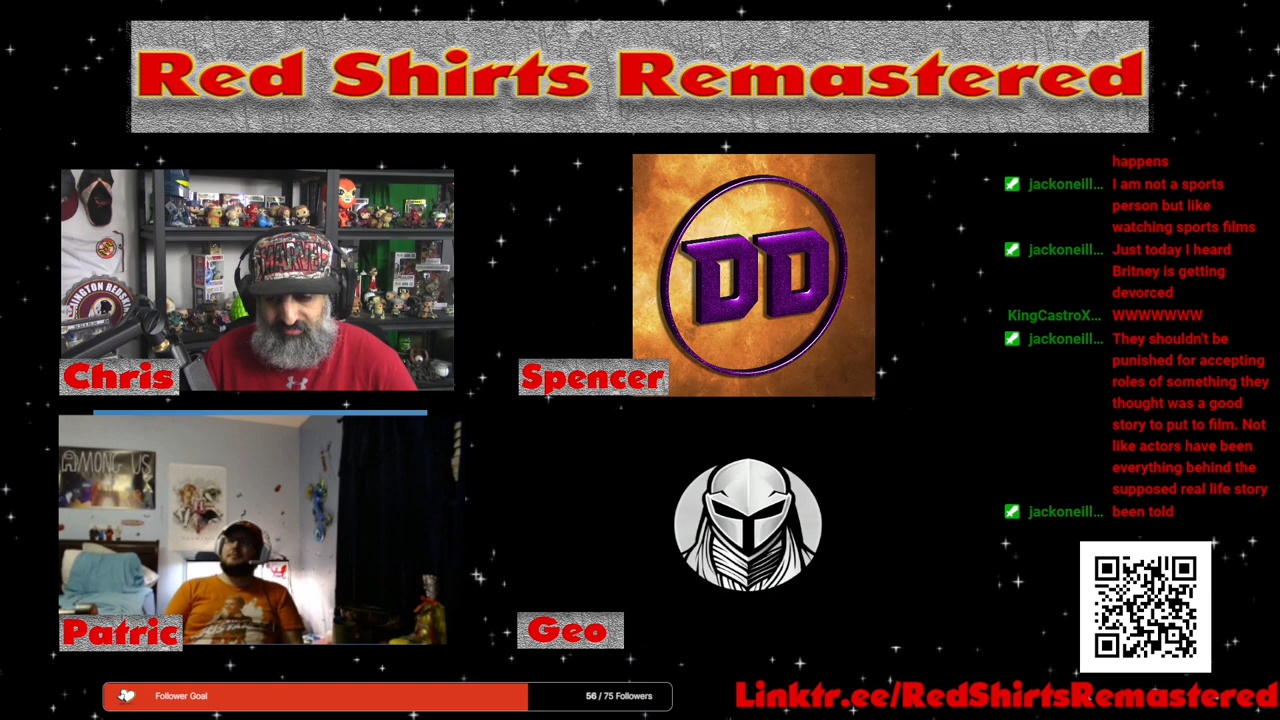 Red Shirts Remastered
happens
jackoneill... I am not a sports
person but like
watching sports films
jackoneill... Just today I heard
Britney is getting
devorced
KingCastroX... WWWWWWW
jackoneill... They shouldn't be
punished for accepting
roles of something they
thought was a good
story to put to film. Not
like actors have been
everything behind the
supposed real life story
jackoneill... been told
MARVEL
Chris
DD
Spencer
AMONG US
Patric
Geo
Follower Goal
56 / 75 Followers
Linktr.ee/RedShirtsRemastered